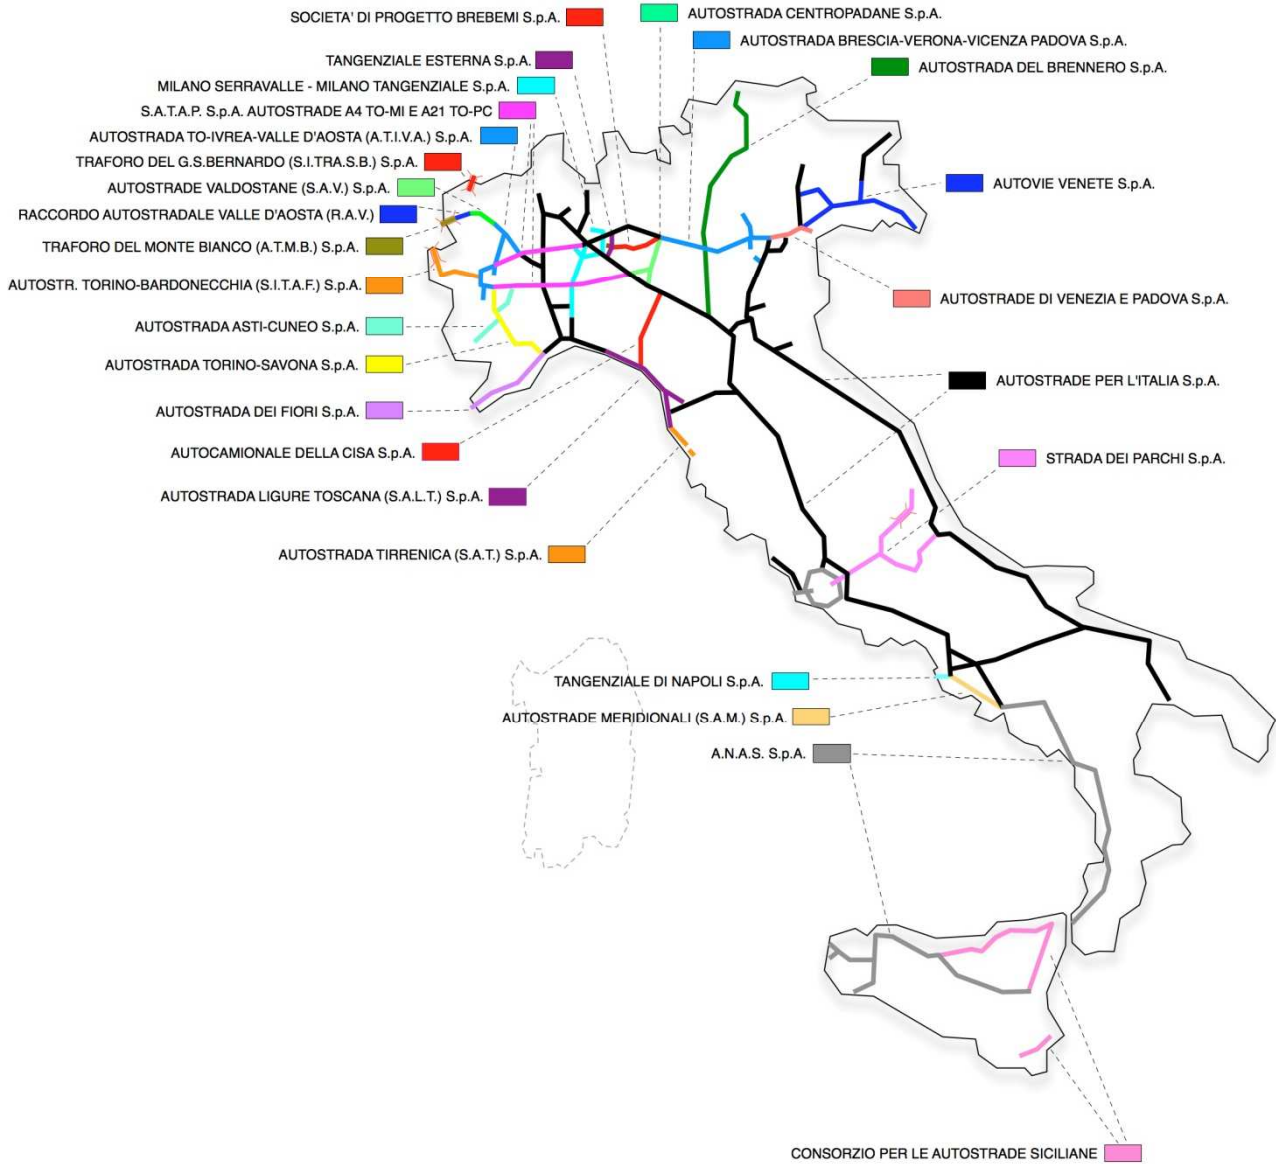 SOCIETA' DI PROGETTO BREBEMI S.p.A.
AUTOSTRADA CENTROPADANE S.p.A.
AUTOSTRADA BRESCIA-VERONA-VICENZA PADOVA S.p.A.
TANGENZIALE ESTERNA S.p.A.
AUTOSTRADA DEL BRENNERO S.p.A.
MILANO SERRAVALLE - MILANO TANGENZIALE S.p.A.
S.A.T.A.P. S.p.A. AUTOSTRADE A4 TO-MI E A21 TO-PC
AUTOSTRADA TO-IVREA-VALLE D'AOSTA (A.T.I.V.A.) S.p.A.
TRAFORO DEL G.S.BERNARDO (S.I.TRA.S.B.) S.p.A.
AUTOSTRADE VALDOSTANE (S.A.V.) S.p.A.
AUTOVIE VENETE S.p.A.
RACCORDO AUTOSTRADALE VALLE D'AOSTA (R.A.V.)
TRAFORO DEL MONTE BIANCO (A.T.M.B.) S.p.A.
AUTOSTR. TORINO-BARDONECCHIA (S.I.T.A.F.) S.p.A.
AUTOSTRADE DI VENEZIA E PADOVA S.p.A.
AUTOSTRADA ASTI-CUNEO S.p.A.
AUTOSTRADA TORINO-SAVONA S.p.A.
AUTOSTRADE PER L'ITALIA S.p.A.
AUTOSTRADA DEI FIORI S.p.A.
AUTOCAMIONALE DELLA CISA S.p.A.
STRADA DEI PARCHI S.p.A.
AUTOSTRADA LIGURE TOSCANA (S.A.L.T.) S.p.A.
AUTOSTRADA TIRRENICA (S.A.T.) S.p.A.
TANGENZIALE DI NAPOLI S.p.A.
AUTOSTRADE MERIDIONALI (S.A.M.) S.p.A.
A.N.A.S. S.p.A.
CONSORZIO PER LE AUTOSTRADE SICILIANE